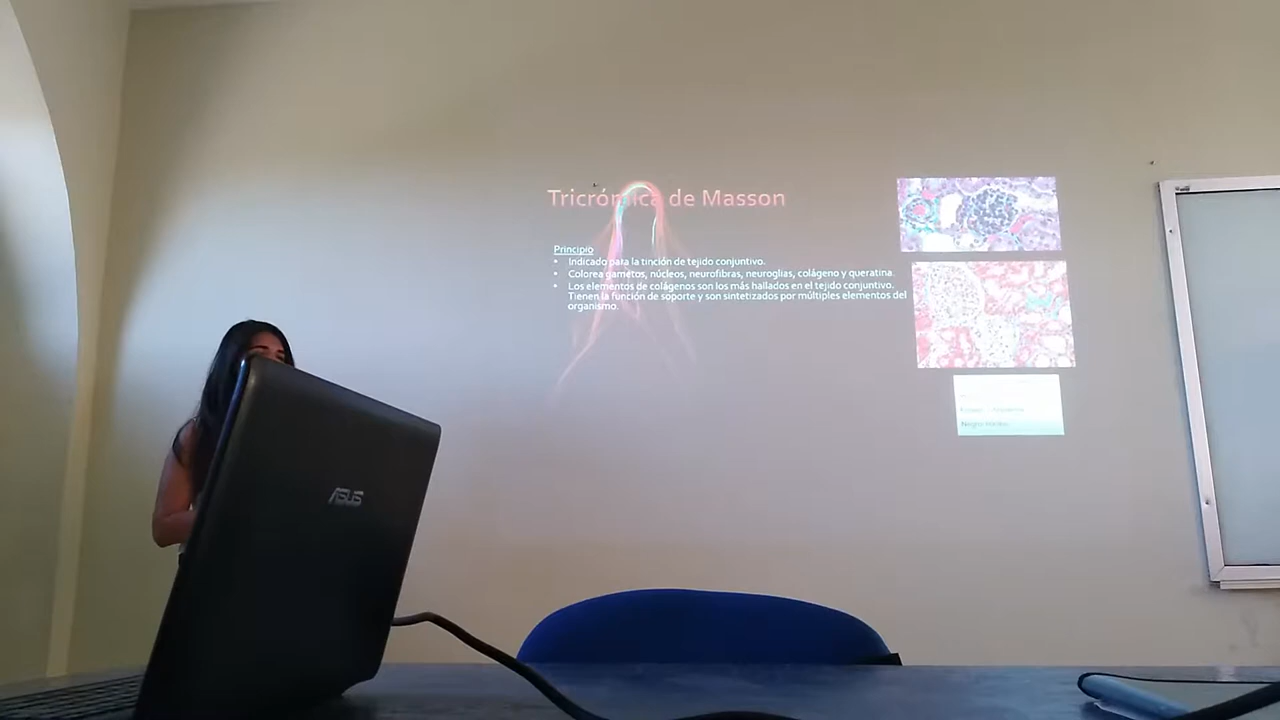 Tricrómica de Masson
Principio
• Indicado para la tinción de tejido conjuntivo.
• Colorea gametos, núcleos, neurofibras, neuroglias, colágeno y queratina.
• Los elementos de colágenos son los más hallados en el tejido conjuntivo.
Tienen la función de soporte y son sintetizados por múltiples elementos del
organismo.
Negro
ASUS